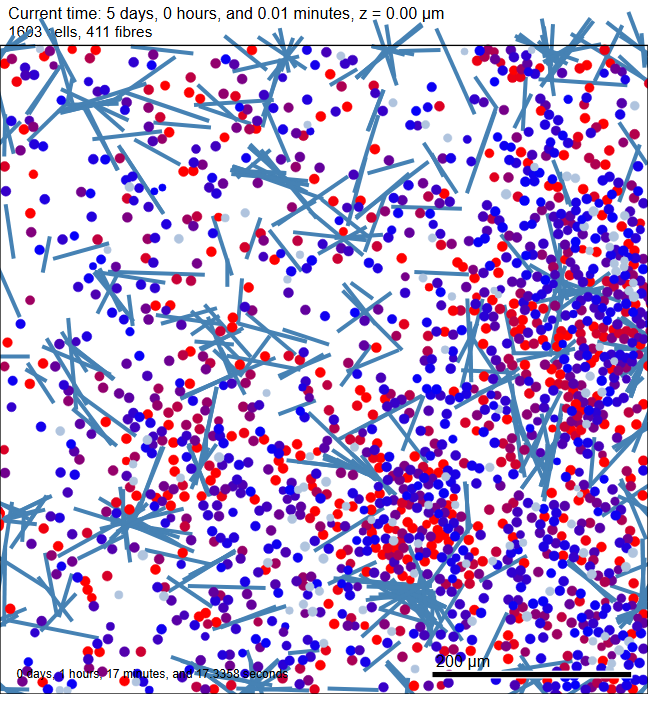 Current time: 5 days, 0 hours, and 0.01 minutes, z = 0.00 μm
1603 cells, 411 fibres
200 μm
0 days, 1 hours, 17 minutes, and 17.3358 seconds